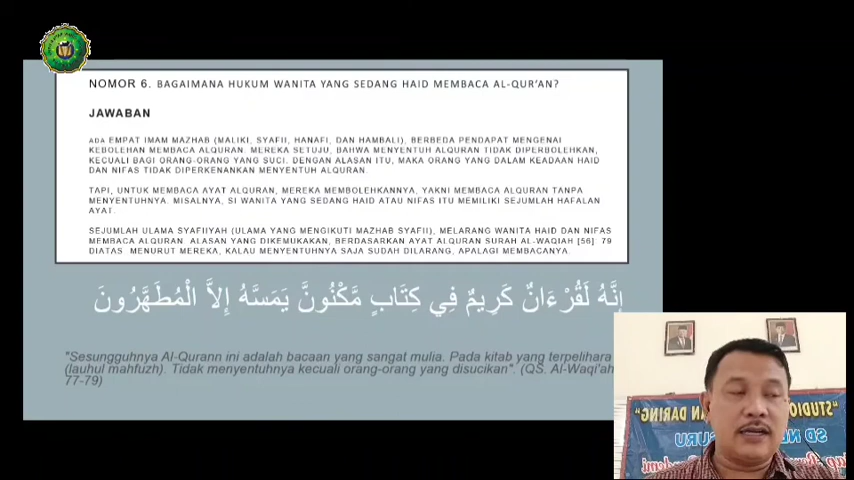 NOMOR 6. BAGAIMANA HUKUM WANITA YANG SEDANG HAID MEMBACA AL-QUR'AN?
JAWABAN
ADA EMPAT IMAM MAZHAB (MALIKI, SYAFII, HANAFI, DAN HAMBALI), BERBEDA PENDAPAT MENGENAI
KEBOLEHAN MEMBACA ALQURAN. MEREKA SETUJU, BAHWA MENYENTUH ALQURAN TIDAK DIPERBOLEHKAN,
KECUALI BAGI ORANG-ORANG YANG SUCI. DENGAN ALASAN ITU, MAKA ORANG YANG DALAM KEADAAN HAID
DAN NIFAS TIDAK DIPERKENANKAN MENYENTUH ALQURAN.
TAPI, UNTUK MEMBACA AYAT ALQURAN, MEREKA MEMBOLEHKANNYA, YAKNI MEMBACA ALQURAN TANPA
MENYENTUHNYA. MISALNYA, SI WANITA YANG SEDANG HAID ATAU NIFAS ITU MEMILIKI SEJUMLAH HAFALAN
AYAT.
SEJUMLAH ULAMA SYAFIIYAH (ULAMA YANG MENGIKUTI MAZHAB SYAFII), MELARANG WANITA HAID DAN NIFAS
MEMBACA ALQURAN. ALASAN YANG DIKEMUKAKAN, BERDASARKAN AYAT ALQURAN SURAH AL-WAQIAH [56]: 79
DIATAS. MENURUT MEREKA, KALAU MENYENTUHNYA SAJA SUDAH DILARANG, APALAGI MEMBACANYA.
إِنَّهُ لَقُرْءَانٌ كَرِيمٌ فِي كِتَابٍ مَّكْنُونَّ يَمَسَّهُ إِلاَّ الْمُطَهَّرُونَ
"Sesungguhnya Al-Qurann ini adalah bacaan yang sangat mulia. Pada kitab yang terpelihara
(lauhul mahfuzh). Tidak menyentuhnya kecuali orang-orang yang disucikan". (QS. Al-Waqi'ah
77-79)
"STUDIO
AN DARING"
SD NE
GURU